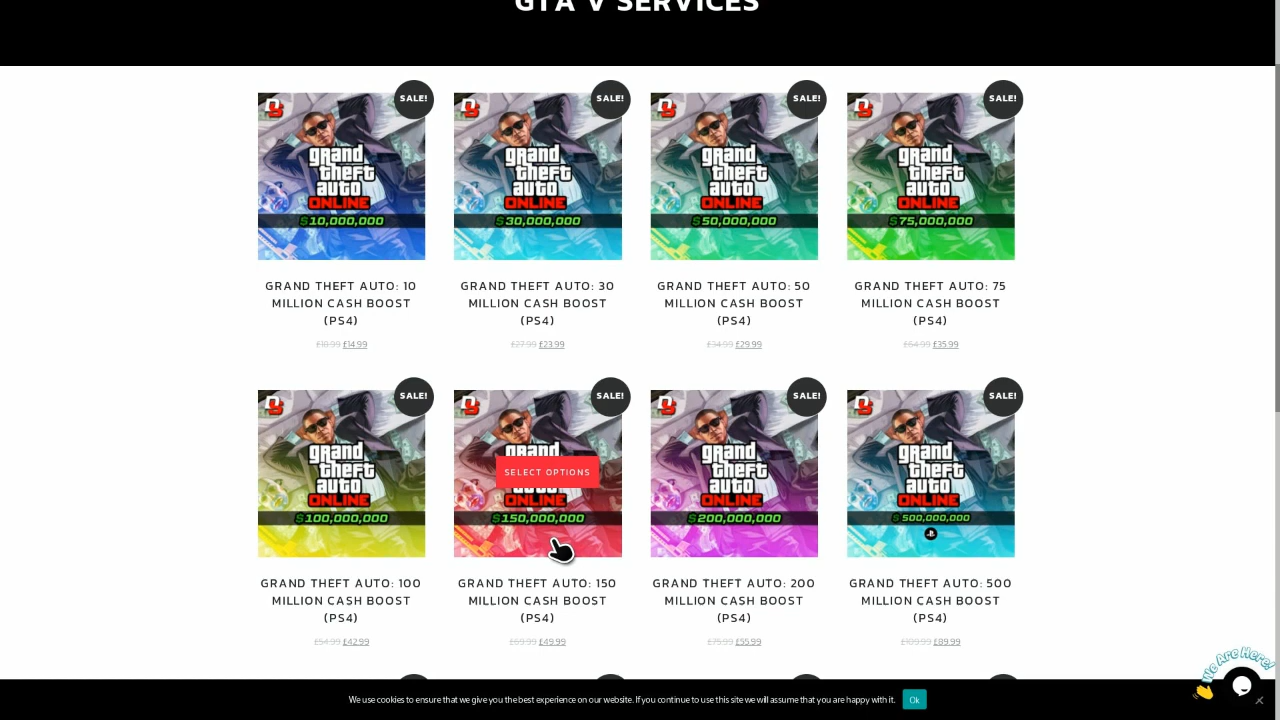 GTA V SERVICES
SALE!
SALE!
SALE!
SALE!
grand theft auto ONLINE
$10,000,000
grand theft auto ONLINE
$30,000,000
grand theft auto ONLINE
$50,000,000
grand theft auto ONLINE
$75,000,000
GRAND THEFT AUTO: 10
MILLION CASH BOOST
(PS4)
£18.99 £14.99
GRAND THEFT AUTO: 30
MILLION CASH BOOST
(PS4)
£27.99 £23.99
GRAND THEFT AUTO: 50
MILLION CASH BOOST
(PS4)
£34.99 £29.99
GRAND THEFT AUTO: 75
MILLION CASH BOOST
(PS4)
£64.99 £35.99
SALE!
SALE!
SALE!
SALE!
grand theft auto ONLINE
$100,000,000
grand
SELECT OPTIONS
ONLINE
$150,000,000
grand theft auto ONLINE
$200,000,000
grand theft auto ONLINE
$500,000,000
GRAND THEFT AUTO: 100
MILLION CASH BOOST
(PS4)
£54.99 £42.99
GRAND THEFT AUTO: 150
MILLION CASH BOOST
(PS4)
£69.99 £49.99
GRAND THEFT AUTO: 200
MILLION CASH BOOST
(PS4)
£75.99 £55.99
GRAND THEFT AUTO: 500
MILLION CASH BOOST
(PS4)
£109.99 £89.99
We Are Here!
We use cookies to ensure that we give you the best experience on our website. If you continue to use this site we will assume that you are happy with it.
Ok